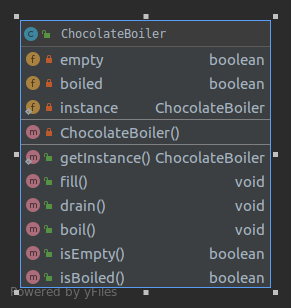 ChocolateBoiler
empty boolean
boiled boolean
instance ChocolateBoiler
ChocolateBoiler()
getInstance() ChocolateBoiler
fill() void
drain() void
boil() void
isEmpty() boolean
isBoiled() boolean
Powered by yFiles